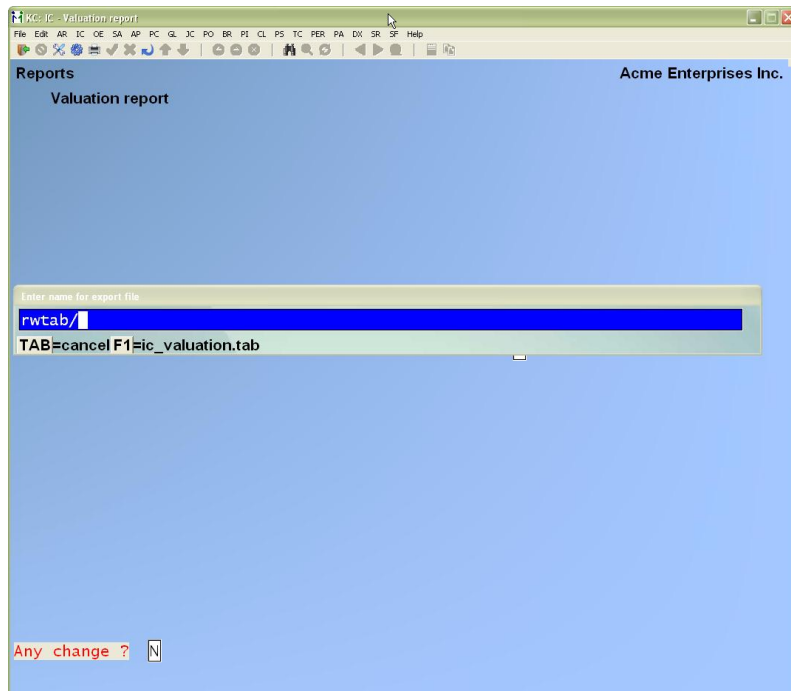 KC: IC - Valuation report
File Edit AR IC OE SA AP PC GL JC PO BR PI CL PS TC PER PA DX SR SF Help
Reports Acme Enterprises Inc.
Valuation report
Enter name for export file
rwtab/
TAB=cancel F1=ic_valuation.tab
Any change ? N